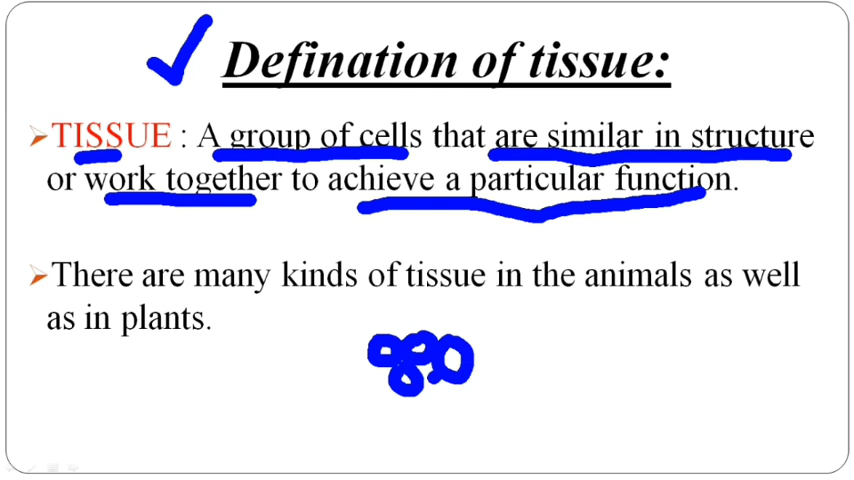 Defination of tissue:
TISSUE : A group of cells that are similar in structure
or work together to achieve a particular function.
There are many kinds of tissue in the animals as well
as in plants.